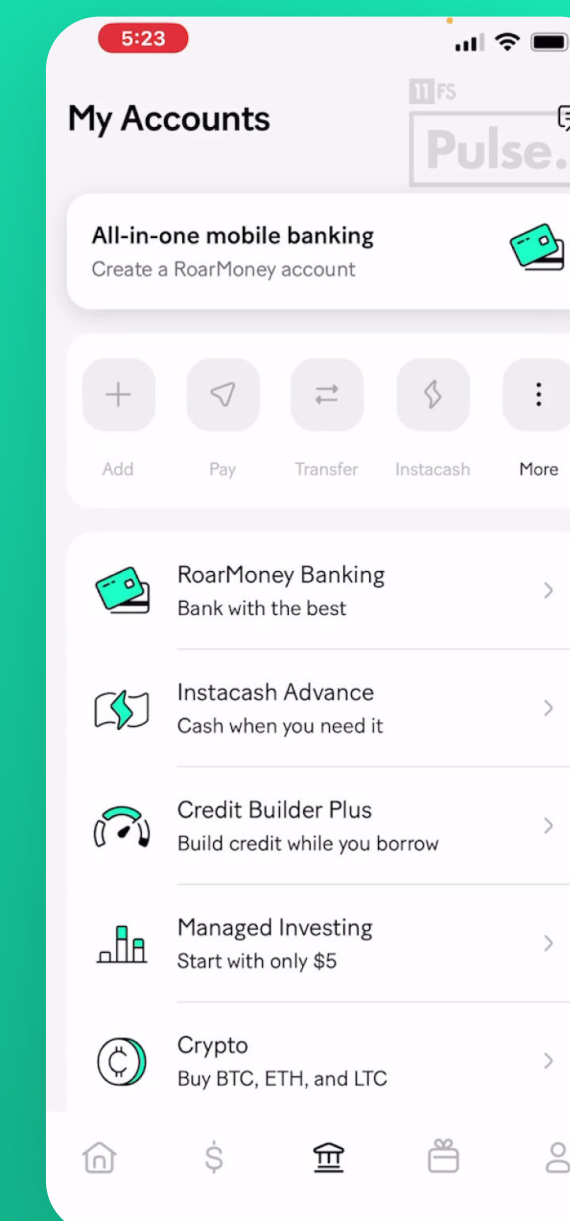 5:23
11 FS
My Accounts
Pulse.
All-in-one mobile banking
Create a RoarMoney account
Add
Pay
Transfer
Instacash
More
RoarMoney Banking
Bank with the best
Instacash Advance
Cash when you need it
Credit Builder Plus
Build credit while you borrow
Managed Investing
Start with only $5
Crypto
Buy BTC, ETH, and LTC